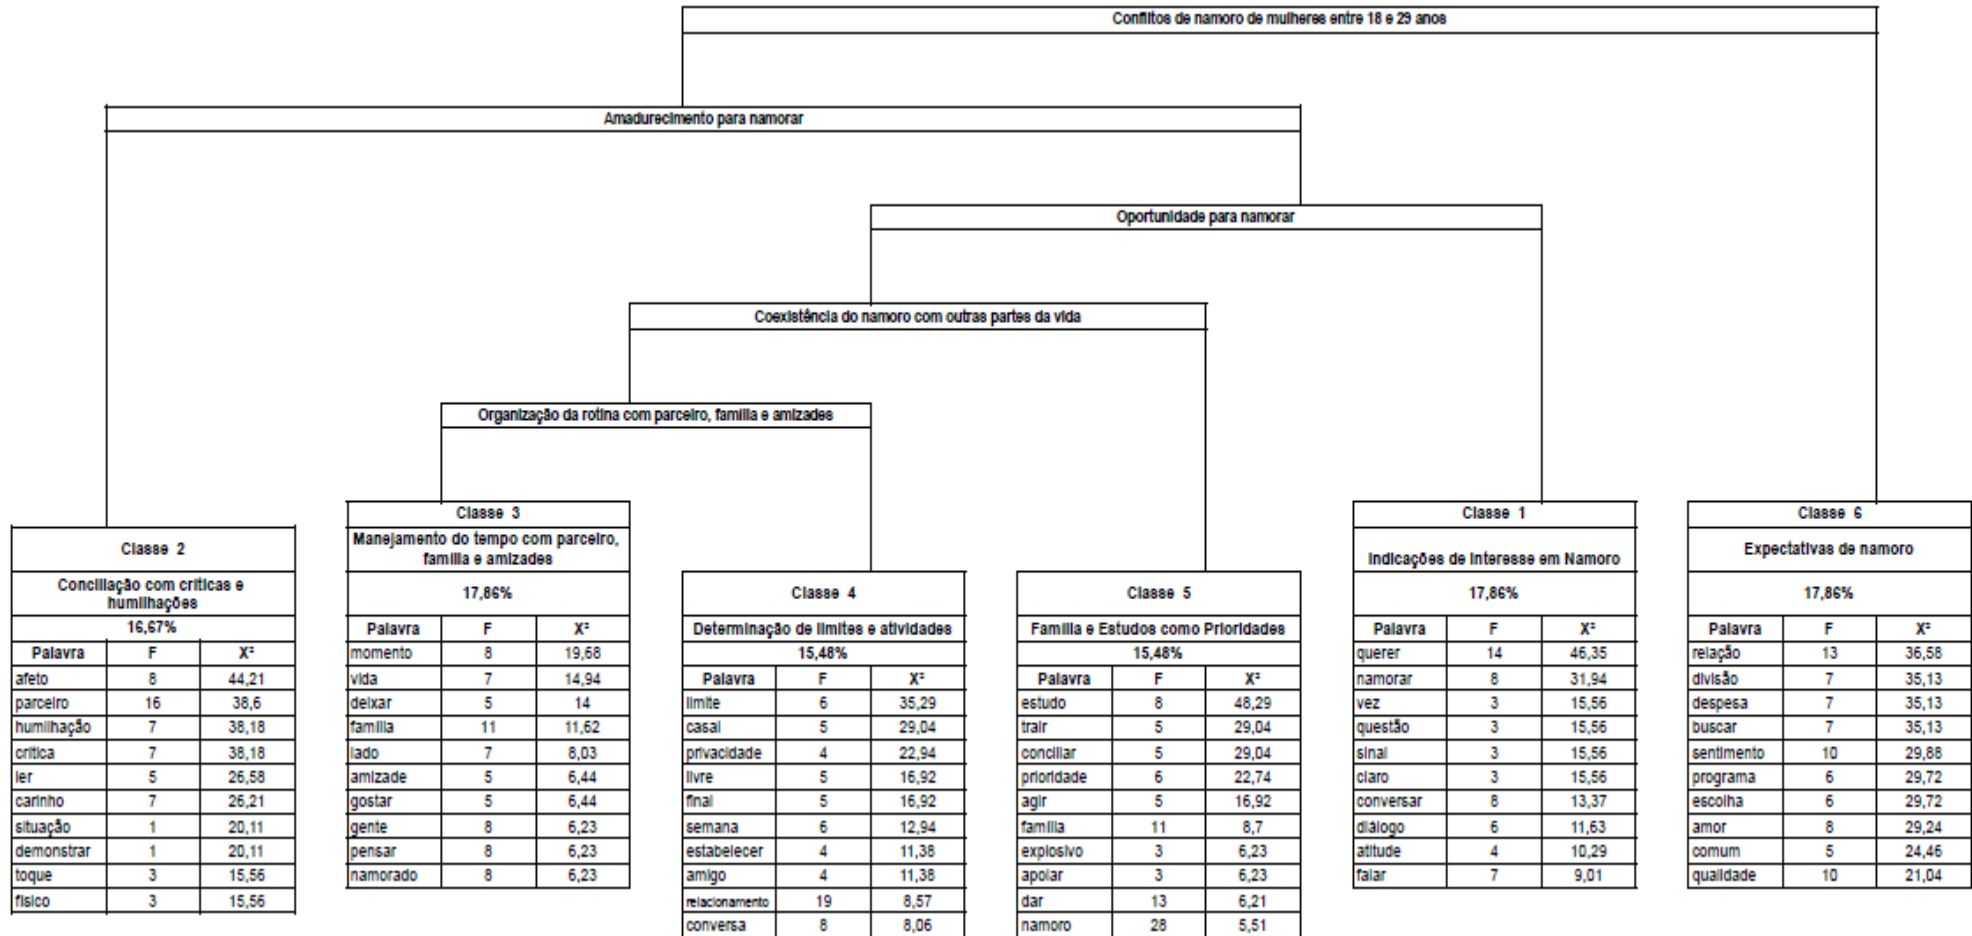 Conflitos de namoro de mulheres entre 18 e 29 anos
Amadurecimento para namorar
Oportunidade para namorar
Coexistência do namoro com outras partes da vida
Organização da rotina com parceiro, família e amizades
Classe 2
Conciliação com críticas e
humilhações
16,67%
Palavra F X²
afeto 8 44,21
parceiro 16 38,6
humilhação 7 38,18
crítica 7 38,18
ler 5 26,58
carinho 7 26,21
situação 1 20,11
demonstrar 1 20,11
toque 3 15,56
físico 3 15,56
Classe 3
Manejamento do tempo com parceiro,
família e amizades
17,86%
Palavra F X²
momento 8 19,68
vida 7 14,94
deixar 5 14
família 11 11,62
lado 7 8,03
amizade 5 6,44
gostar 5 6,44
gente 8 6,23
pensar 8 6,23
namorado 8 6,23
Classe 4
Determinação de limites e atividades
15,48%
Palavra F X²
limite 6 35,29
casal 5 29,04
privacidade 4 22,94
livre 5 16,92
final 5 16,92
semana 6 12,94
estabelecer 4 11,38
amigo 4 11,38
relacionamento 19 8,57
conversa 8 8,06
Classe 5
Família e Estudos como Prioridades
15,48%
Palavra F X²
estudo 8 48,29
trair 5 29,04
conciliar 5 29,04
prioridade 6 22,74
agir 5 16,92
família 11 8,7
explosivo 3 6,23
apoiar 3 6,23
dar 13 6,21
namoro 28 5,51
Classe 1
Indicações de Interesse em Namoro
17,86%
Palavra F X²
querer 14 46,35
namorar 8 31,94
vez 3 15,56
questão 3 15,56
sinal 3 15,56
claro 3 15,56
conversar 8 13,37
diálogo 6 11,63
atitude 4 10,29
falar 7 9,01
Classe 6
Expectativas de namoro
17,86%
Palavra F X²
relação 13 36,58
divisão 7 35,13
despesa 7 35,13
buscar 7 35,13
sentimento 10 29,88
programa 6 29,72
escolha 6 29,72
amor 8 29,24
comum 5 24,46
qualidade 10 21,04